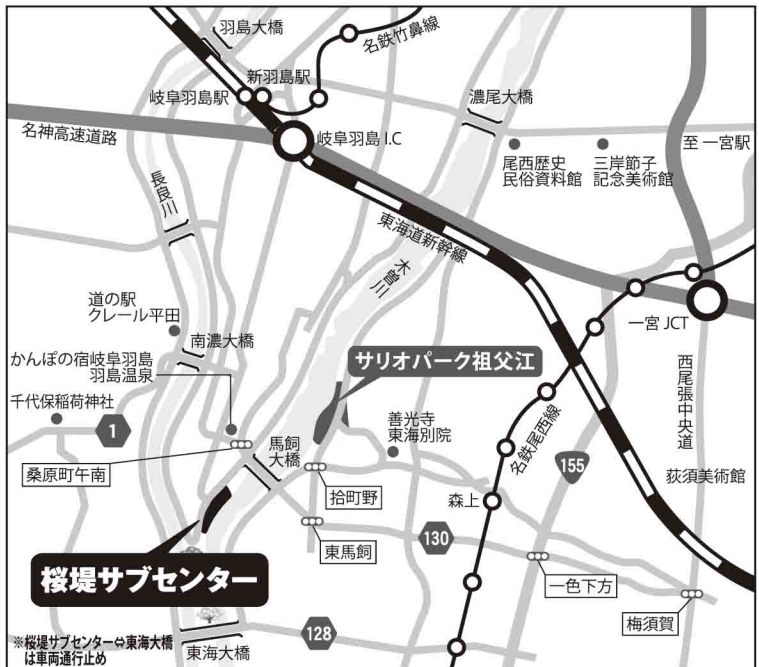 羽島大橋
名鉄竹鼻線
新羽島駅
岐阜羽島駅
濃尾大橋
名神高速道路
岐阜羽島I.C
尾西歴史
民俗資料館
三岸節子
記念美術館
至 一宮駅
長良川
東海道新幹線
木曽川
道の駅
クレール平田
南濃大橋
一宮JCT
かんぽの宿岐阜羽島
羽島温泉
サリオパーク祖父江
西尾張中央道
千代保稲荷神社
1
馬飼
大橋
善光寺
東海別院
名鉄尾西線
155
荻須美術館
桑原町午南
拾町野
森上
130
東馬飼
桜堤サブセンター
一色下方
梅須賀
128
※桜堤サブセンター⇔東海大橋
は車両通行止め
東海大橋